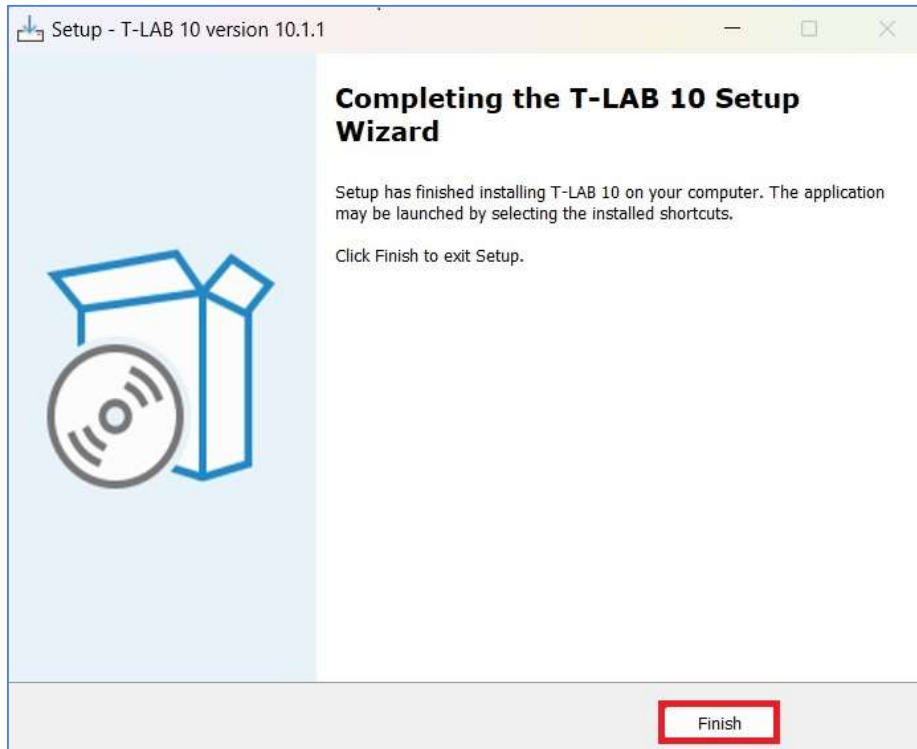 Setup - T-LAB 10 version 10.1.1
Completing the T-LAB 10 Setup
Wizard
Setup has finished installing T-LAB 10 on your computer. The application
may be launched by selecting the installed shortcuts.
Click Finish to exit Setup.
Finish